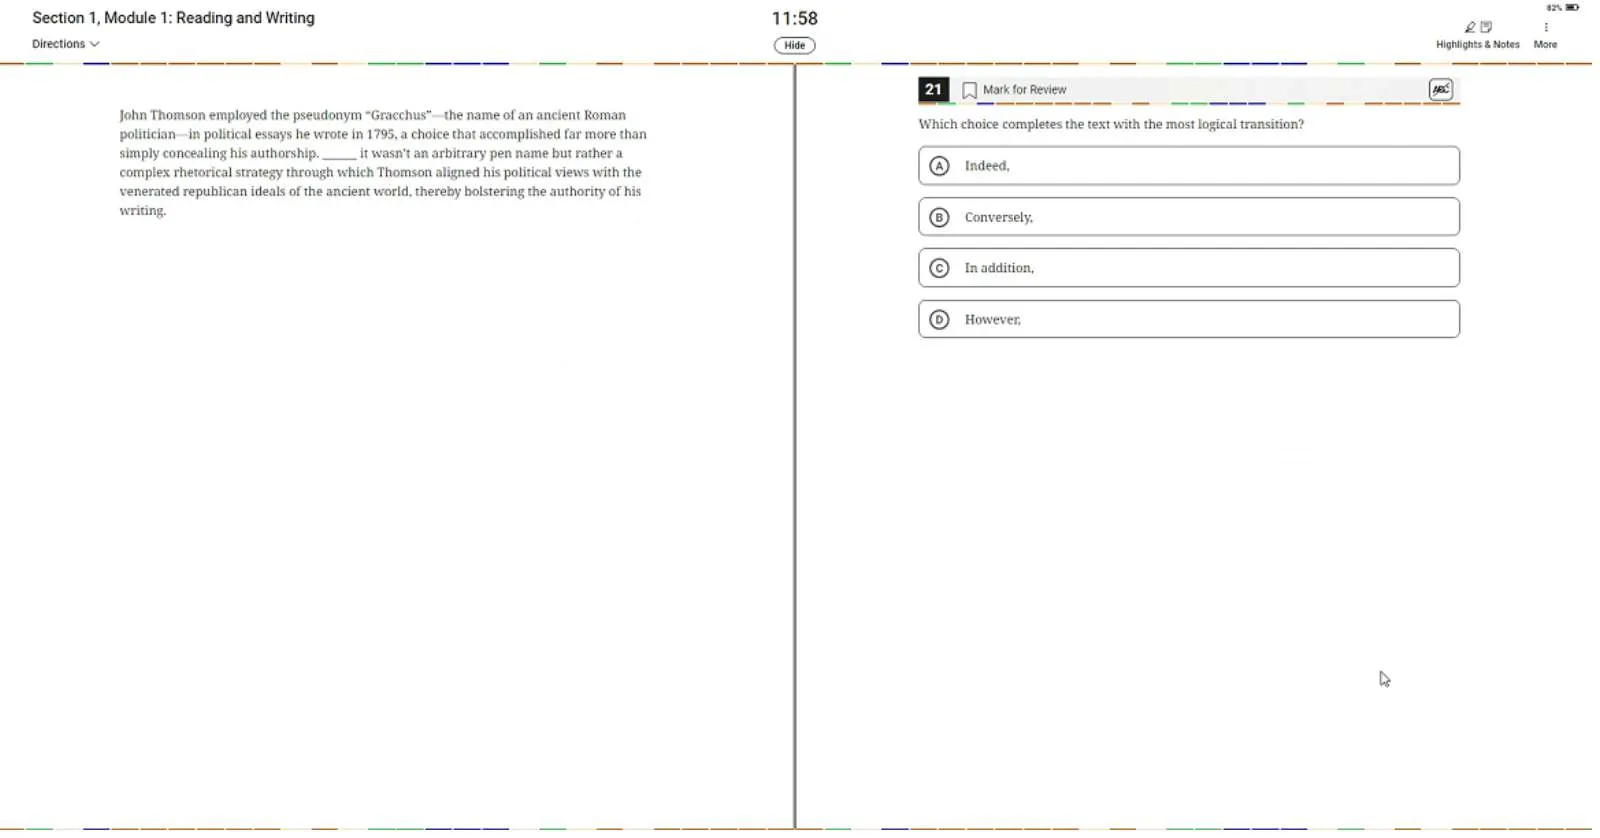 Section 1, Module 1: Reading and Writing
11:58
82%
Directions
Hide
Highlights & Notes
More
John Thomson employed the pseudonym “Gracchus”—the name of an ancient Roman
politician—in political essays he wrote in 1795, a choice that accomplished far more than
simply concealing his authorship. ______ it wasn't an arbitrary pen name but rather a
complex rhetorical strategy through which Thomson aligned his political views with the
venerated republican ideals of the ancient world, thereby bolstering the authority of his
writing.
21 Mark for Review
ABC
Which choice completes the text with the most logical transition?
A Indeed,
B Conversely,
C In addition,
D However,